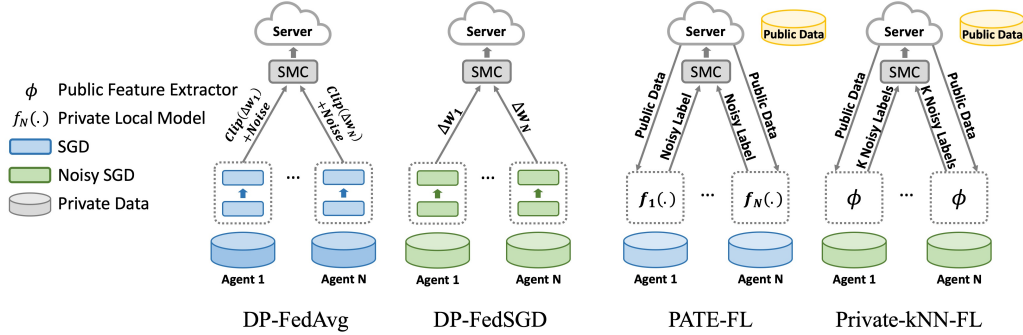 ϕ Public Feature Extractor
f_N(.) Private Local Model
SGD
Noisy SGD
Private Data
Server
SMC
Clip(ΔW₁)
+Noise
Clip(ΔW_N)
+Noise
...
Agent 1
Agent N
DP-FedAvg
Server
SMC
ΔW₁
ΔW_N
...
Agent 1
Agent N
DP-FedSGD
Server
Public Data
SMC
Public Data
Noisy Label
Noisy Label
Public Data
f₁(.)
...
f_N(.)
Agent 1
Agent N
PATE-FL
Server
Public Data
SMC
Public Data
K Noisy Labels
K Noisy Labels
Public Data
ϕ
...
ϕ
Agent 1
Agent N
Private-kNN-FL